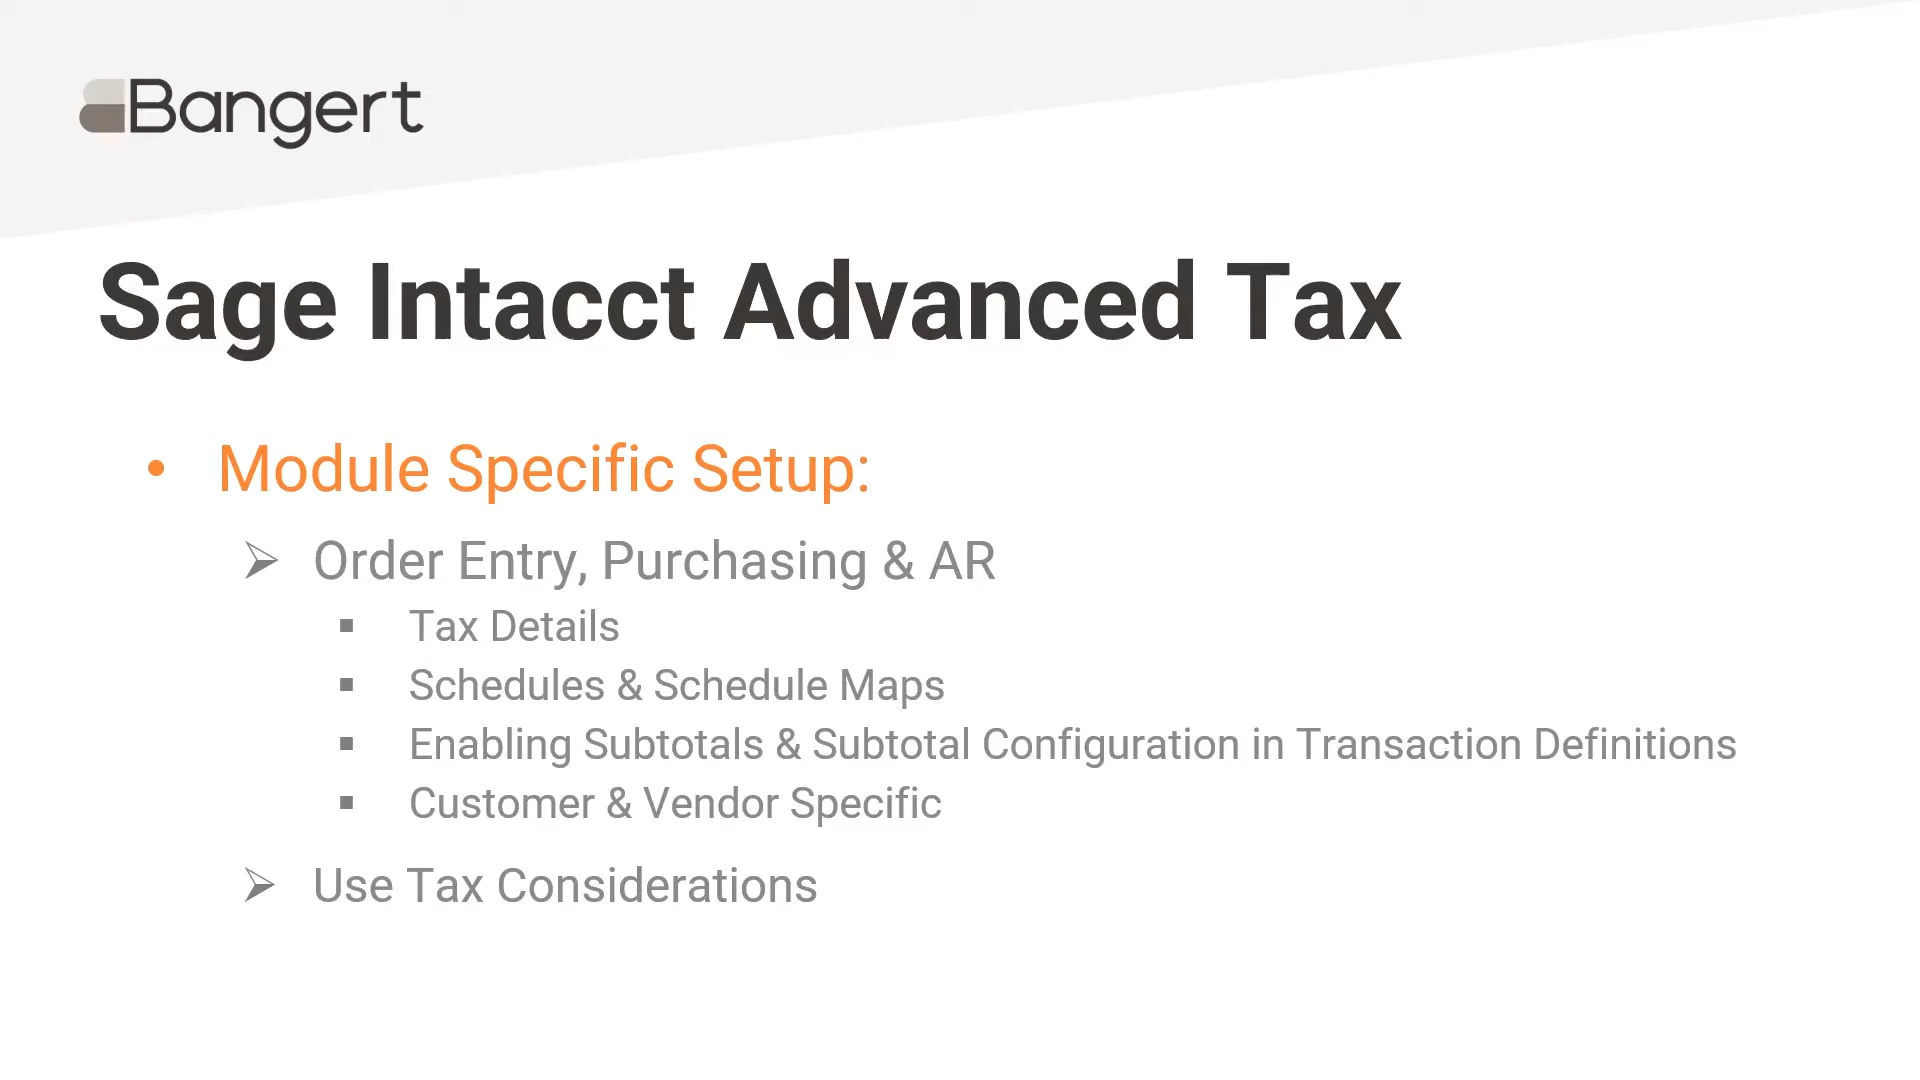 Bangert
Sage Intacct Advanced Tax
• Module Specific Setup:
➢ Order Entry, Purchasing & AR
▪ Tax Details
▪ Schedules & Schedule Maps
▪ Enabling Subtotals & Subtotal Configuration in Transaction Definitions
▪ Customer & Vendor Specific
➢ Use Tax Considerations